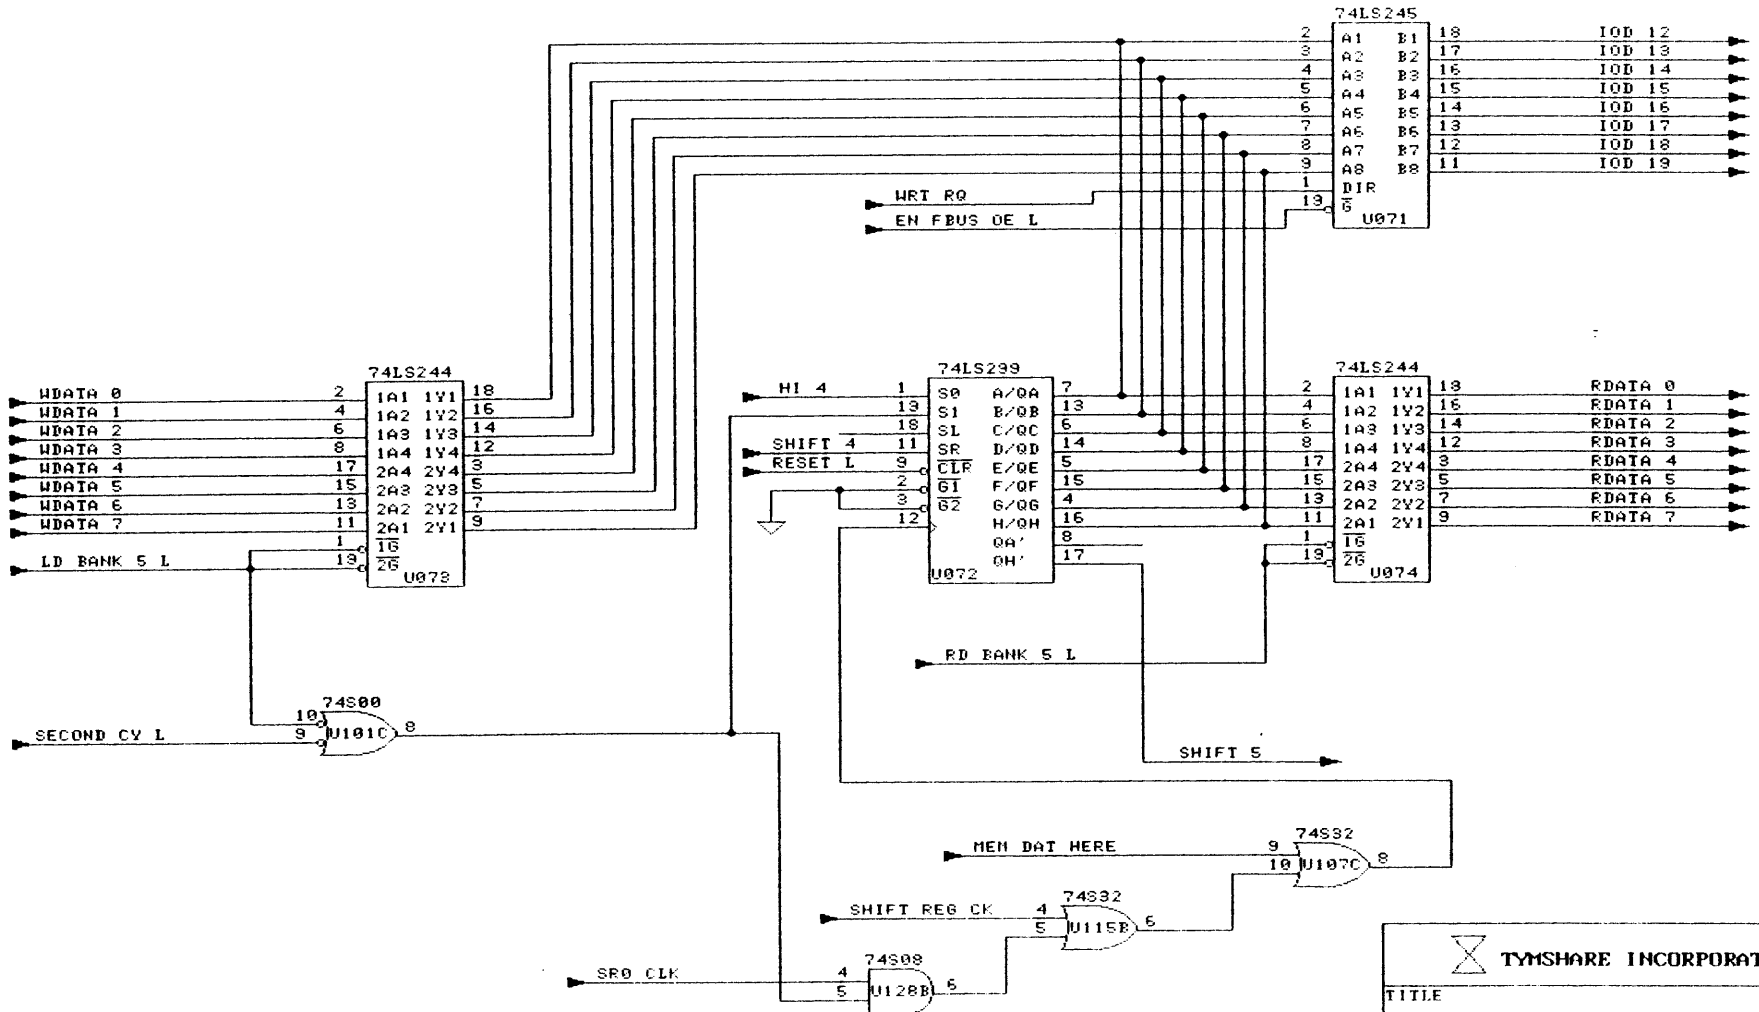 74LS245
2 A1 B1 18 IOD 12
3 A2 B2 17 IOD 13
4 A3 B3 16 IOD 14
5 A4 B4 15 IOD 15
6 A5 B5 14 IOD 16
7 A6 B6 13 IOD 17
8 A7 B7 12 IOD 18
9 A8 B8 11 IOD 19
WRT RQ 1 DIR
EN FBUS OE L 19 G
U071
74LS244
WDATA 0 2 1A1 1Y1 18
WDATA 1 4 1A2 1Y2 16
WDATA 2 6 1A3 1Y3 14
WDATA 3 8 1A4 1Y4 12
WDATA 4 17 2A4 2Y4 3
WDATA 5 15 2A3 2Y3 5
WDATA 6 13 2A2 2Y2 7
WDATA 7 11 2A1 2Y1 9
1 1G
LD BANK 5 L 19 2G
U073
74LS299
HI 4 1 S0 A/QA 7
19 S1 B/QB 13
18 SL C/QC 6
SHIFT 4 11 SR D/QD 14
RESET L 9 CLR E/QE 5
2 G1 F/QF 15
3 G2 G/QG 4
12 H/QH 16
QA' 8
QH' 17
U072
74LS244
2 1A1 1Y1 18 RDATA 0
4 1A2 1Y2 16 RDATA 1
6 1A3 1Y3 14 RDATA 2
8 1A4 1Y4 12 RDATA 3
17 2A4 2Y4 3 RDATA 4
15 2A3 2Y3 5 RDATA 5
13 2A2 2Y2 7 RDATA 6
11 2A1 2Y1 9 RDATA 7
1 1G
19 2G
U074
RD BANK 5 L
74S00
10
SECOND CY L 9 U101C 8
SHIFT 5
74S32
MEM DAT HERE 9
10 U107C 8
74S32
SHIFT REG CK 4
5 U115B 6
74S08
SR0 CLK 4
5 U128B 6
TYMSHARE INCORPORAT
TITLE